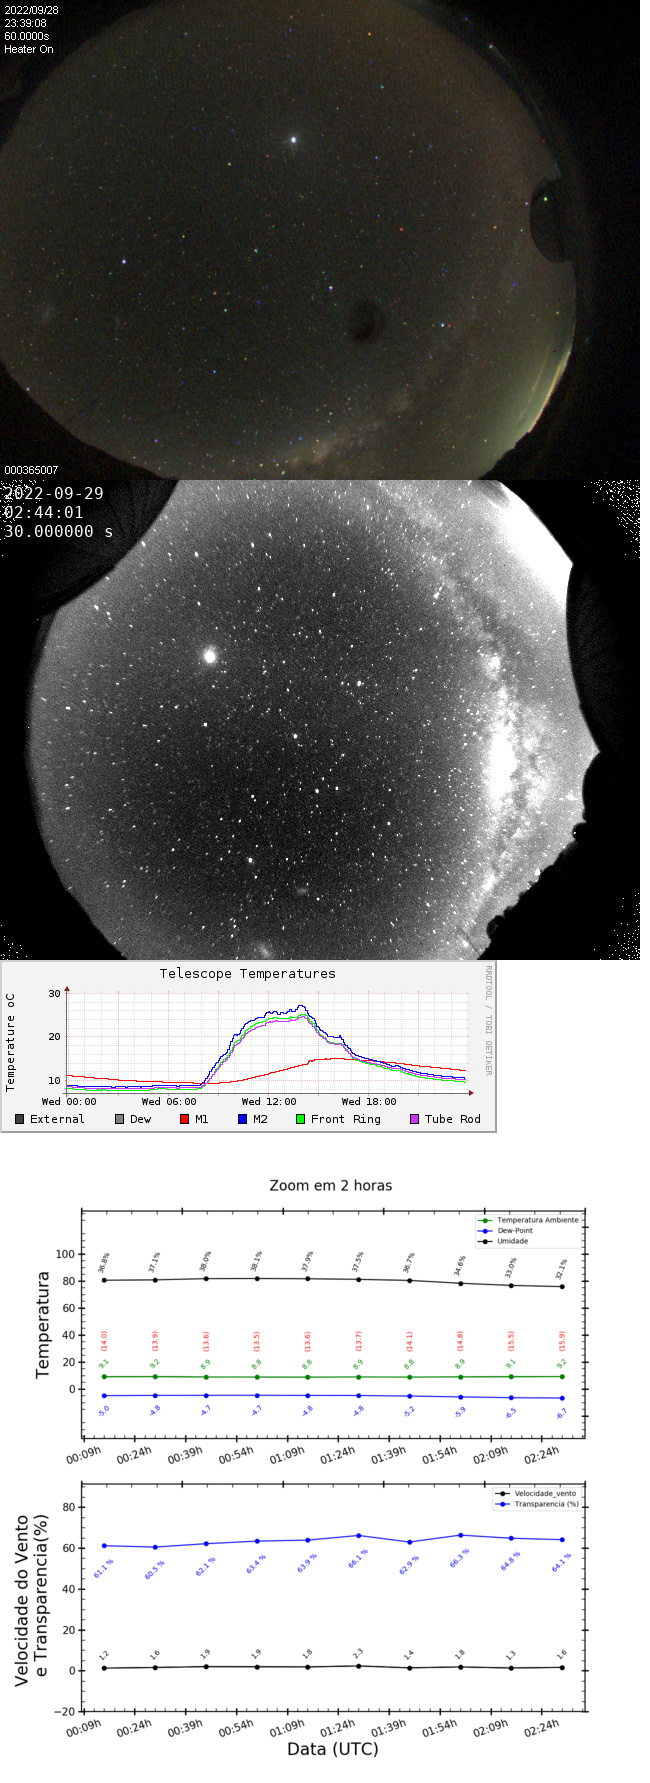 2022/09/28
23:39:08
60.0000s
Heater On
000365007
2022-09-29
02:44:01
30.000000 s
Telescope Temperatures
RRDTOOL / TOBI OETIKER
Temperature oC
30
20
10
Wed 00:00 Wed 06:00 Wed 12:00 Wed 18:00
External Dew M1 M2 Front Ring Tube Rod
Zoom em 2 horas
Temperatura Ambiente
Dew-Point
Umidade
Temperatura
100
80
60
40
20
0
36.8% 37.1% 38.0% 38.1% 37.9% 37.5% 36.7% 34.6% 33.0% 32.1%
(14.0) (13.9) (13.6) (13.5) (13.6) (13.7) (14.1) (14.8) (15.5) (15.9)
9.1 9.2 8.9 8.8 8.8 8.9 8.8 8.9 9.1 9.2
-5.0 -4.8 -4.7 -4.7 -4.8 -4.8 -5.2 -5.9 -6.5 -6.7
00:09h 00:24h 00:39h 00:54h 01:09h 01:24h 01:39h 01:54h 02:09h 02:24h
Velocidade_vento
Transparencia (%)
Velocidade do Vento
e Transparencia(%)
80
60
40
20
0
−20
61.1 % 60.5 % 62.1 % 63.4 % 63.9 % 66.1 % 62.9 % 66.3 % 64.8 % 64.1 %
1.2 1.6 1.9 1.9 1.8 2.3 1.4 1.8 1.3 1.6
00:09h 00:24h 00:39h 00:54h 01:09h 01:24h 01:39h 01:54h 02:09h 02:24h
Data (UTC)